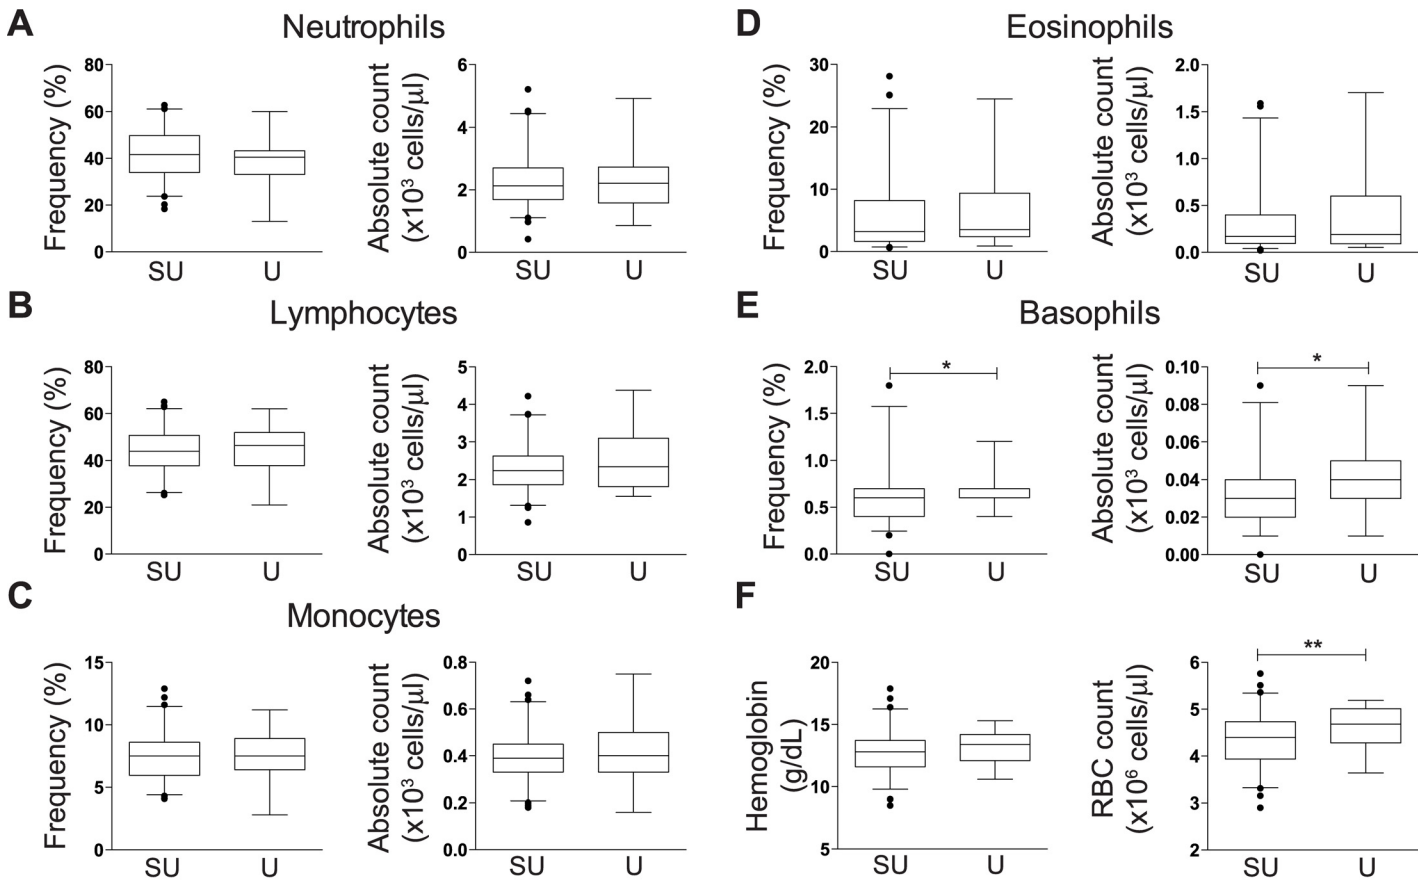 A
Neutrophils
Frequency (%)
80
60
40
20
0
SU
U
Absolute count
(x10³ cells/µl)
6
4
2
0
SU
U
D
Eosinophils
Frequency (%)
30
20
10
0
SU
U
Absolute count
(x10³ cells/µl)
2.0
1.5
1.0
0.5
0.0
SU
U
B
Lymphocytes
Frequency (%)
80
60
40
20
0
SU
U
Absolute count
(x10³ cells/µl)
5
4
3
2
1
0
SU
U
E
Basophils
Frequency (%)
2.0
1.5
1.0
0.5
0.0
*
SU
U
Absolute count
(x10³ cells/µl)
0.10
0.08
0.06
0.04
0.02
0.00
*
SU
U
C
Monocytes
Frequency (%)
15
10
5
0
SU
U
Absolute count
(x10³ cells/µl)
0.8
0.6
0.4
0.2
0.0
SU
U
F
Hemoglobin
(g/dL)
20
15
10
5
SU
U
RBC count
(x10⁶ cells/µl)
6
5
4
3
2
**
SU
U